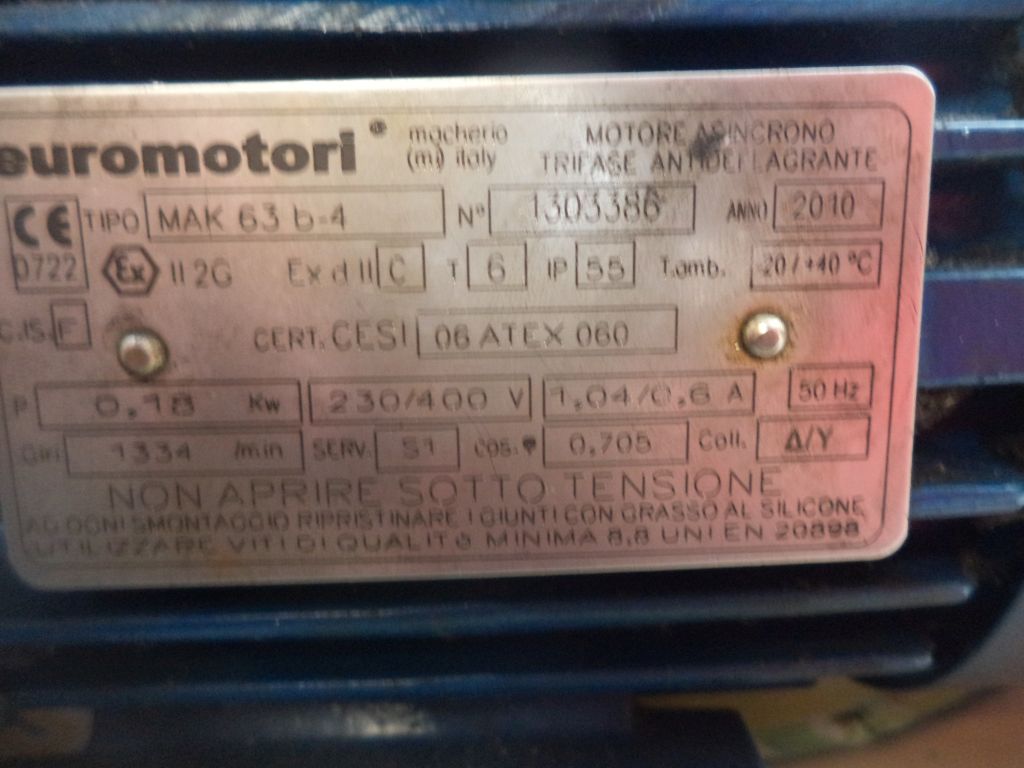 euromotori ® macherio (mi) italy
MOTORE ASINCRONO
TRIFASE ANTIDEFLAGRANTE
CE 0722
TIPO MAK 63 b-4 N° 1303386 ANNO 2010
Ex II 2G Ex d II C T 6 IP 55 T.amb. -20/+40 °C
CL.IS. F CERT. CESI 06 ATEX 060
P 0,18 Kw 230/400 V 1,04/0,6 A 50 Hz
Giri 1334 /min SERV. S1 COS.φ 0,705 Coll. Δ/Y
NON APRIRE SOTTO TENSIONE
AD OGNI SMONTAGGIO RIPRISTINARE I GIUNTI CON GRASSO AL SILICONE
UTILIZZARE VITI DI QUALITÀ MINIMA 8.8 UNI EN 20898